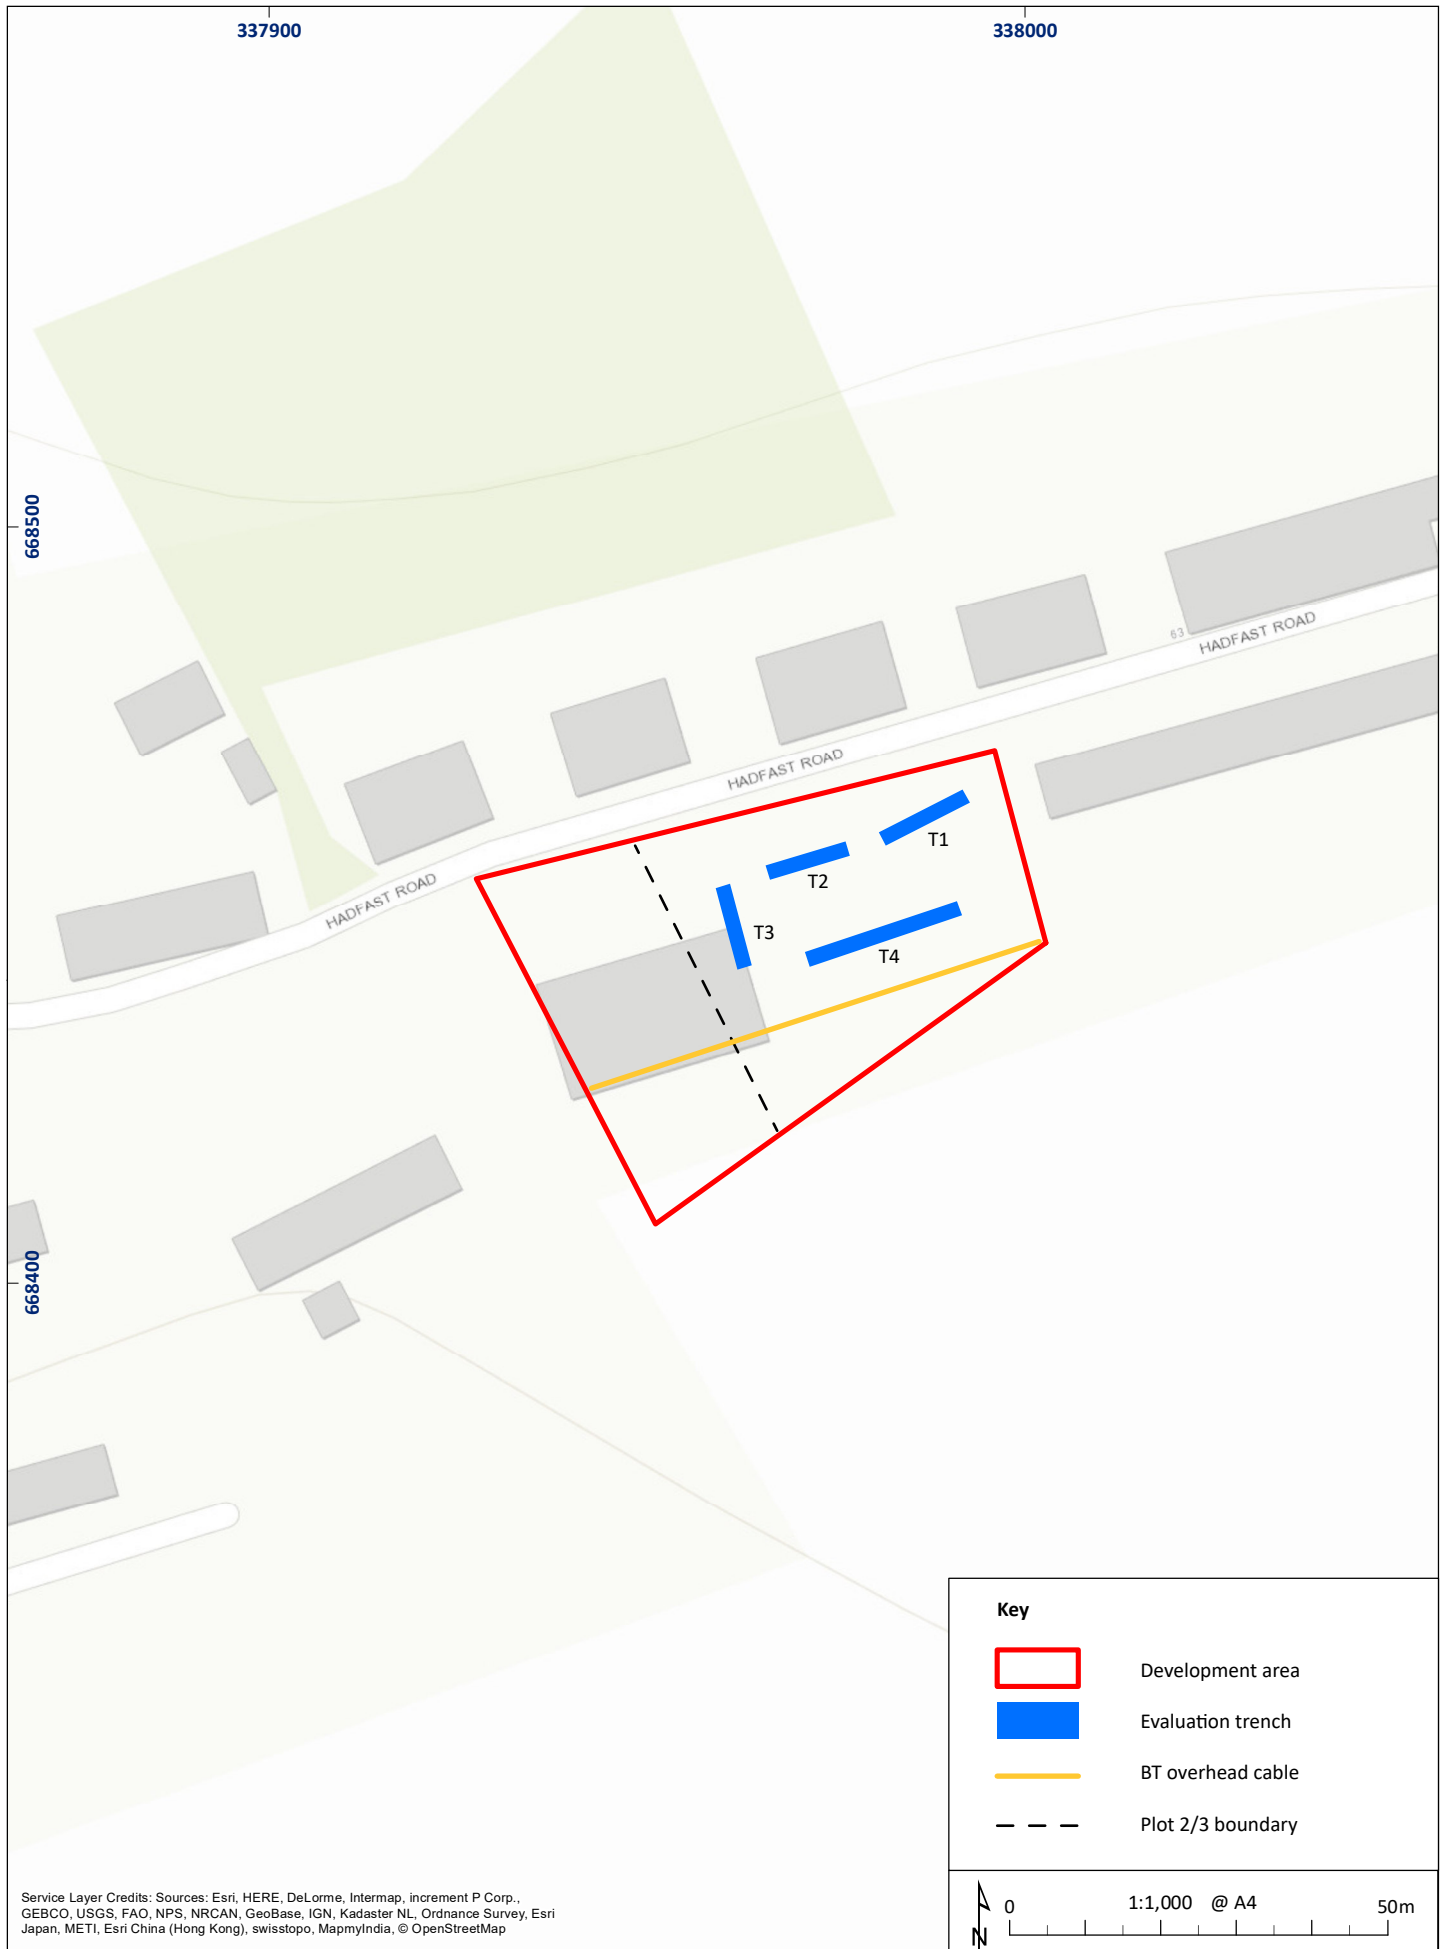 337900
338000
668500
63
HADFAST ROAD
HADFAST ROAD
T1
T2
HADFAST ROAD
T3
T4
668400
Key
Development area
Evaluation trench
BT overhead cable
Plot 2/3 boundary
Service Layer Credits: Sources: Esri, HERE, DeLorme, Intermap, increment P Corp.,
GEBCO, USGS, FAO, NPS, NRCAN, GeoBase, IGN, Kadaster NL, Ordnance Survey, Esri
Japan, METI, Esri China (Hong Kong), swisstopo, MapmyIndia, © OpenStreetMap
N
0 1:1,000 @ A4 50m